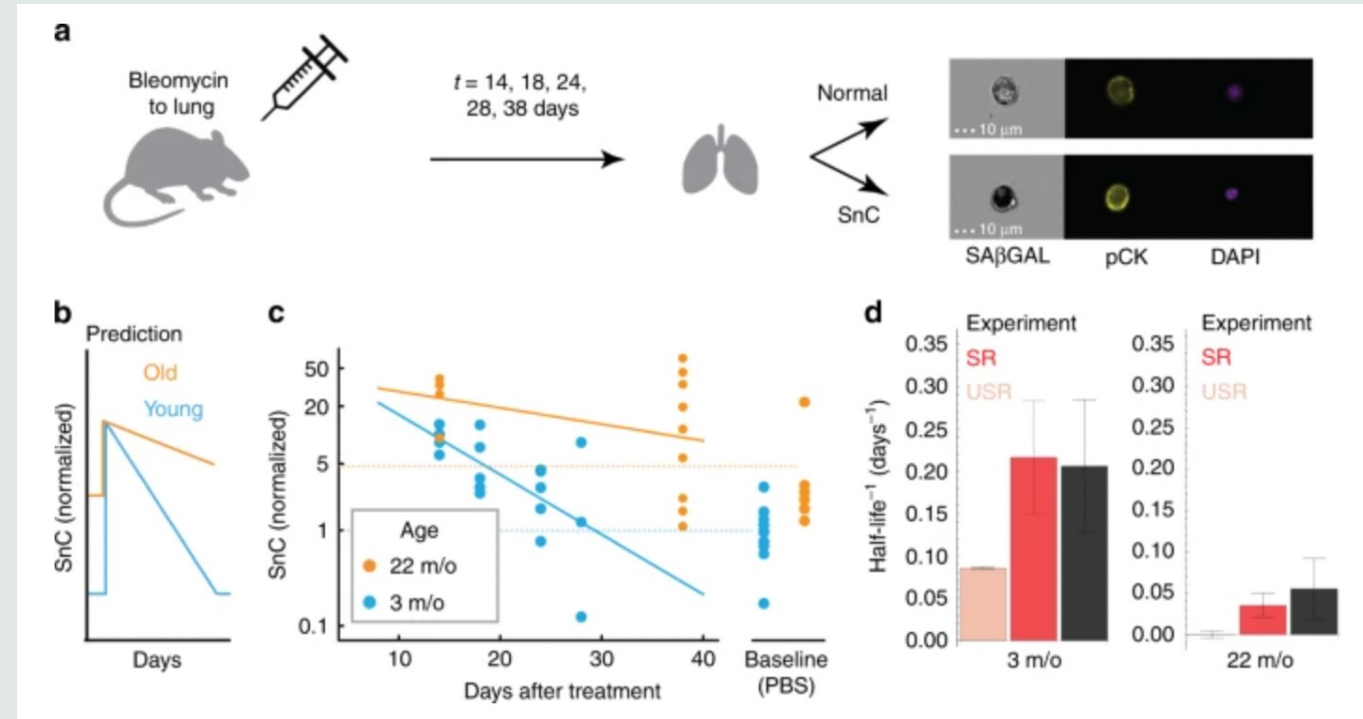 a
Bleomycin
to lung
t = 14, 18, 24,
28, 38 days
Normal
SnC
10 μm
10 μm
SAβGAL
pCK
DAPI
b
Prediction
Old
Young
SnC (normalized)
Days
c
SnC (normalized)
50
20
5
1
0.1
Age
22 m/o
3 m/o
10
20
30
40
Days after treatment
Baseline
(PBS)
d
Half-life⁻¹ (days⁻¹)
Experiment
SR
USR
0.35
0.30
0.25
0.20
0.15
0.10
0.05
0.00
3 m/o
Experiment
SR
USR
0.35
0.30
0.25
0.20
0.15
0.10
0.05
0.00
22 m/o